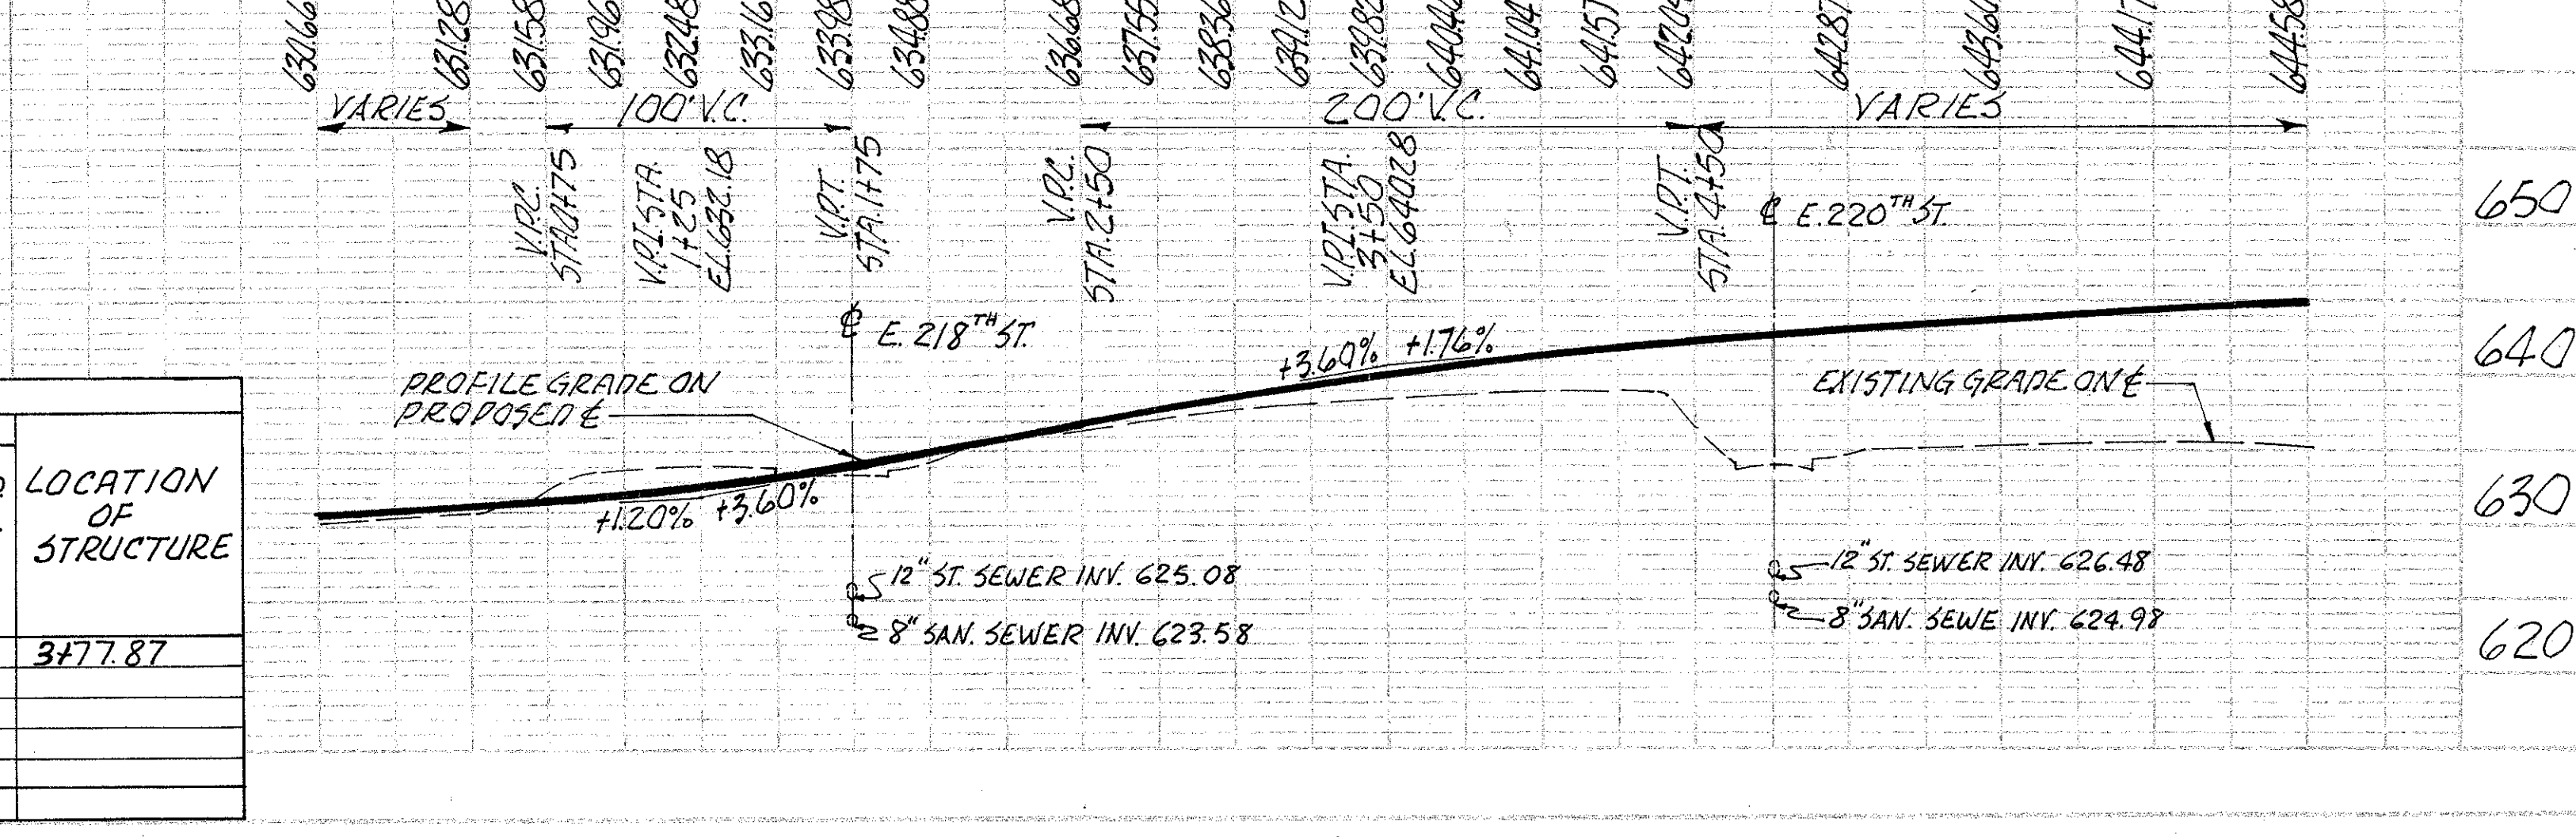 630.66 631.28 631.58 631.96 632.48 633.16 633.98 634.88 636.68 637.55 638.36 639.12 639.82 640.46 641.04 641.57 642.04 642.87 643.60 644.17 644.58
VARIES 100' V.C. 200' V.C. VARIES
V.P.C.
STA.0+75
V.P.I. STA.
1+25
EL.632.18
V.P.T.
STA.1+75
V.P.C.
STA.2+50
V.P.I. STA.
3+50
EL.640.28
V.P.T.
STA.4+50
℄ E. 220TH ST.
650
℄ E. 218TH ST.
+3.60% +1.76%
640
PROFILE GRADE ON
PROPOSED ℄
EXISTING GRADE ON ℄
LOCATION
OF
STRUCTURE
630
+1.20% +3.60%
12" ST. SEWER INV. 625.08
8" SAN. SEWER INV. 623.58
12" ST. SEWER INV. 626.48
8" SAN. SEWE INV. 624.98
620
3+77.87